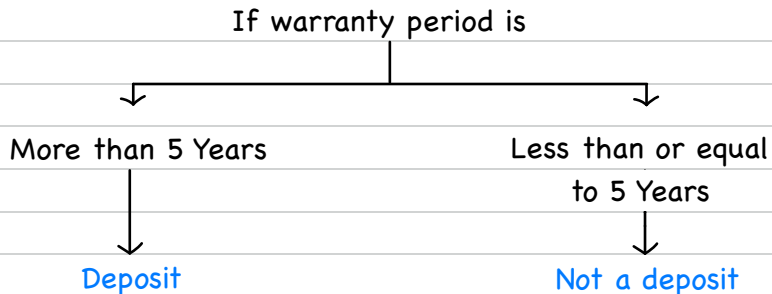 If warranty period is
More than 5 Years
Less than or equal
to 5 Years
Deposit
Not a deposit